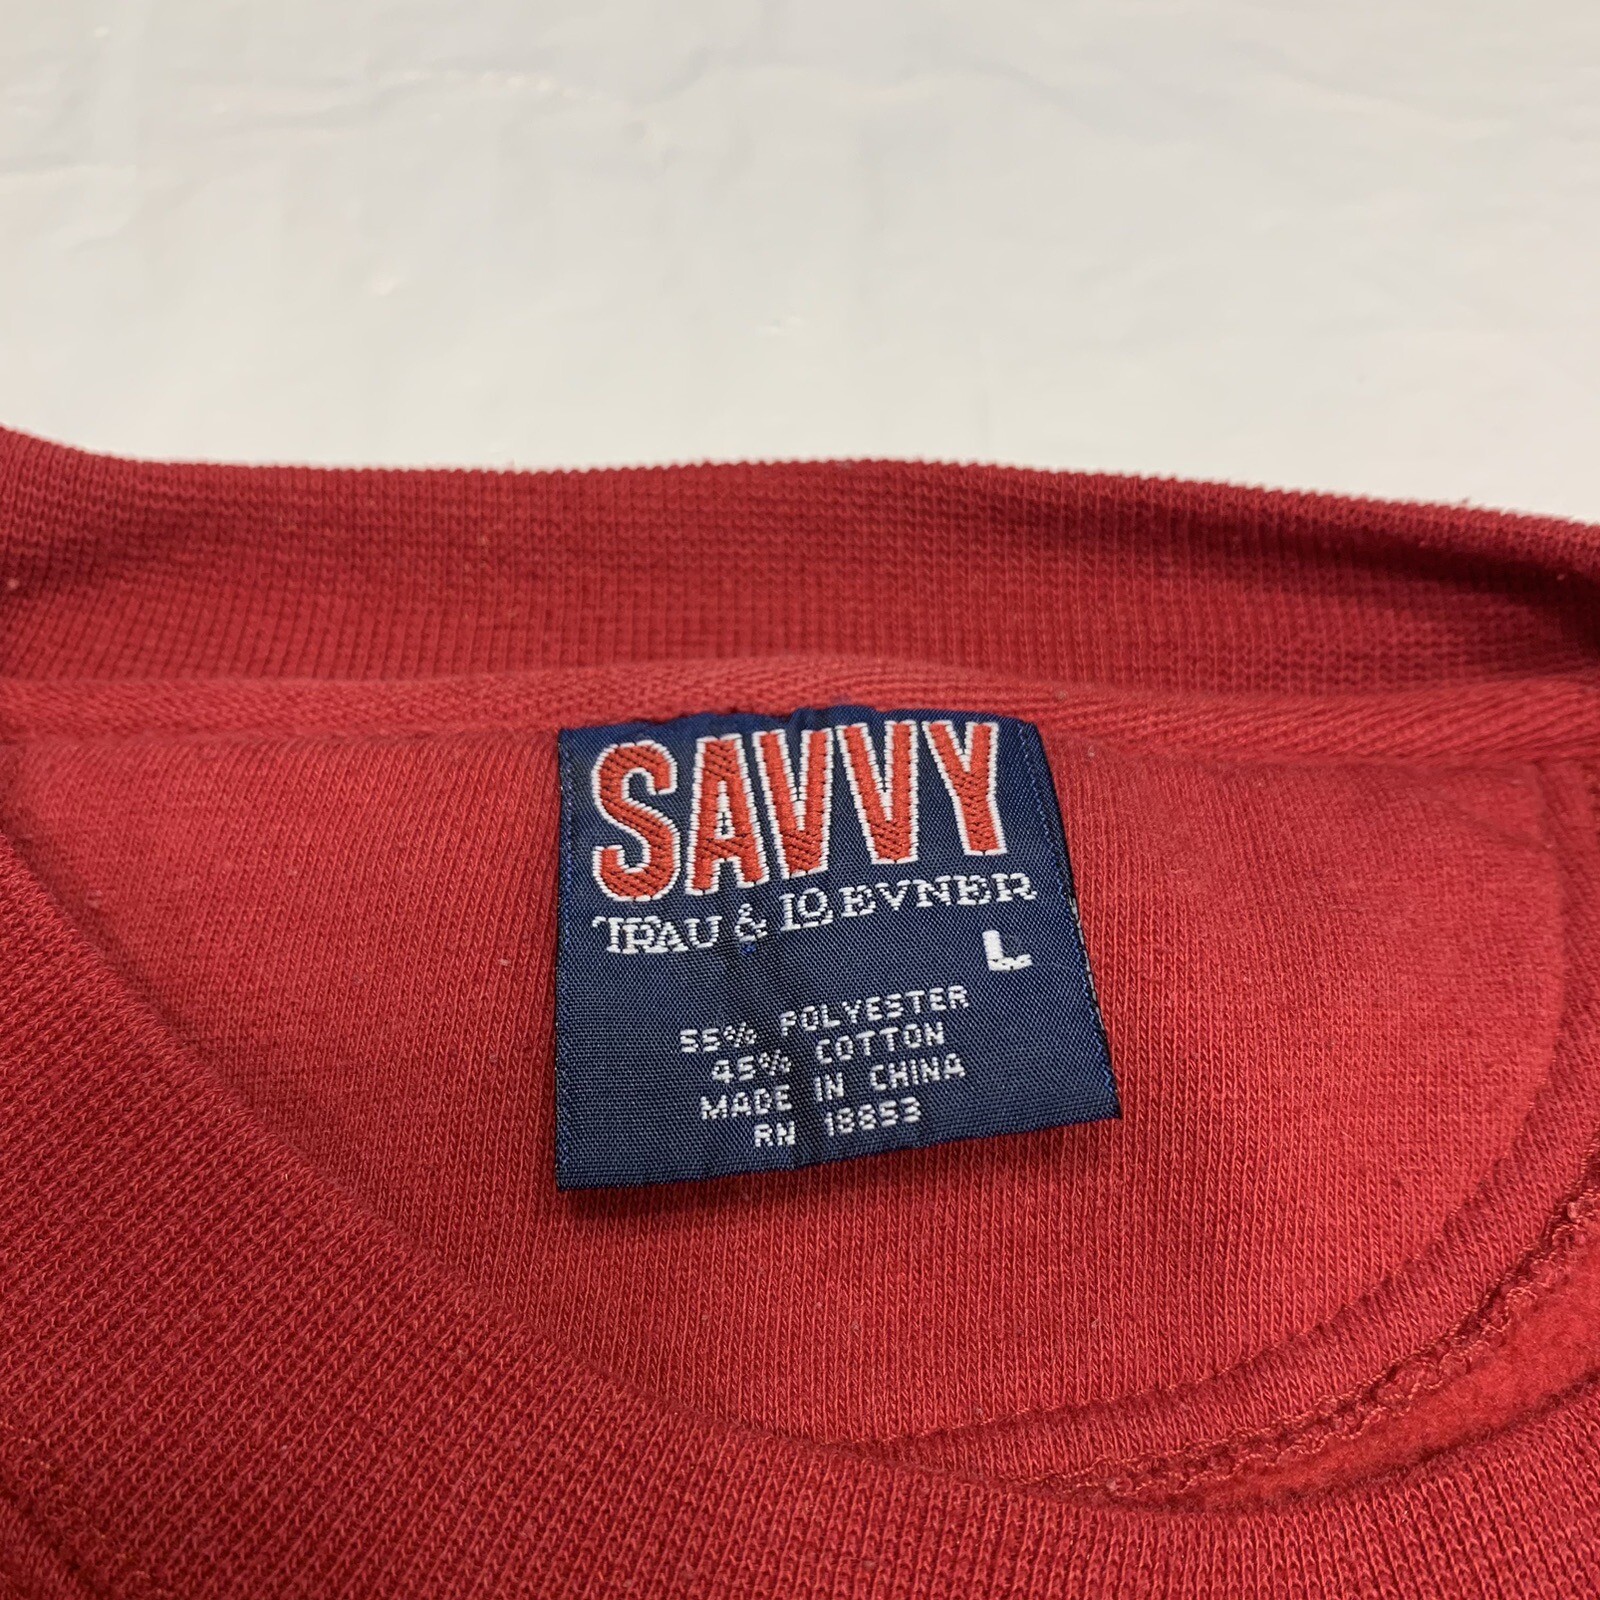 SAVVY
TRAU & LOEVNER
L
55% POLYESTER
45% COTTON
MADE IN CHINA
RN 18853